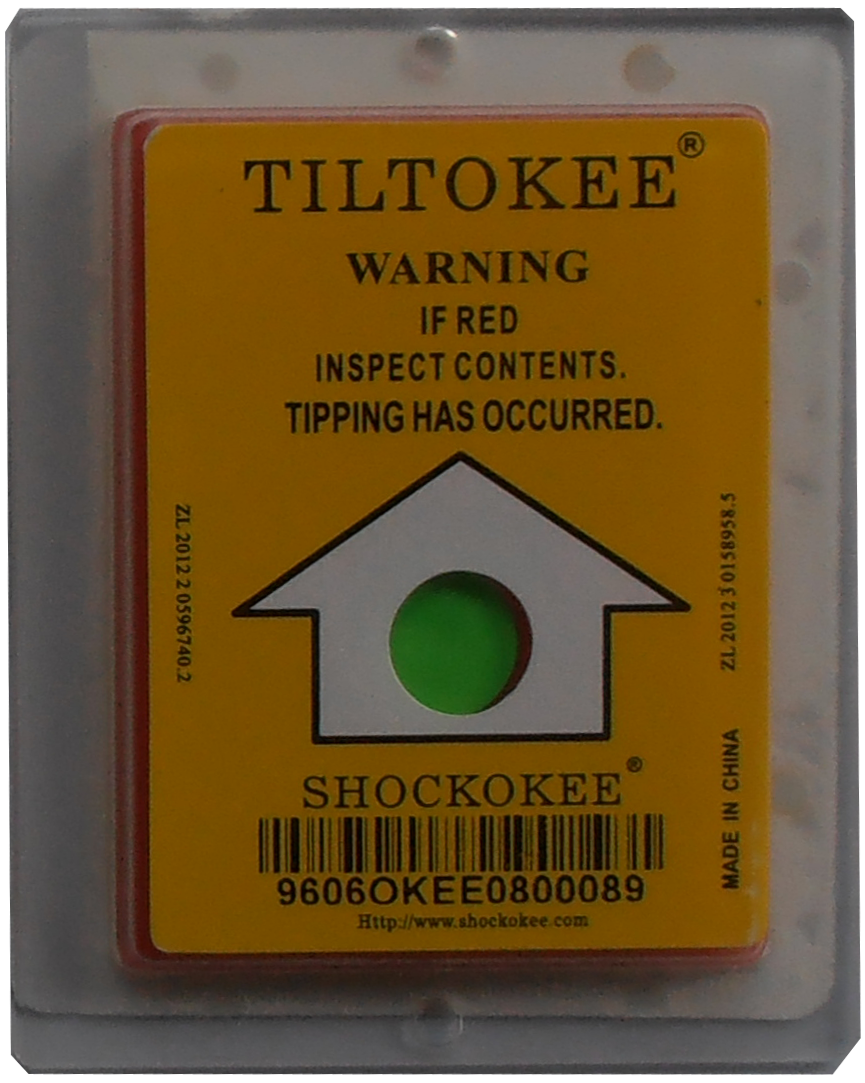 TILTOKEE®
WARNING
IF RED
INSPECT CONTENTS.
TIPPING HAS OCCURRED.
ZL 2012 2 0596740.2
ZL 2012 3 0158958.5
MADE IN CHINA
SHOCKOKEE®
9606OKEE0800089
Http://www.shockokee.com